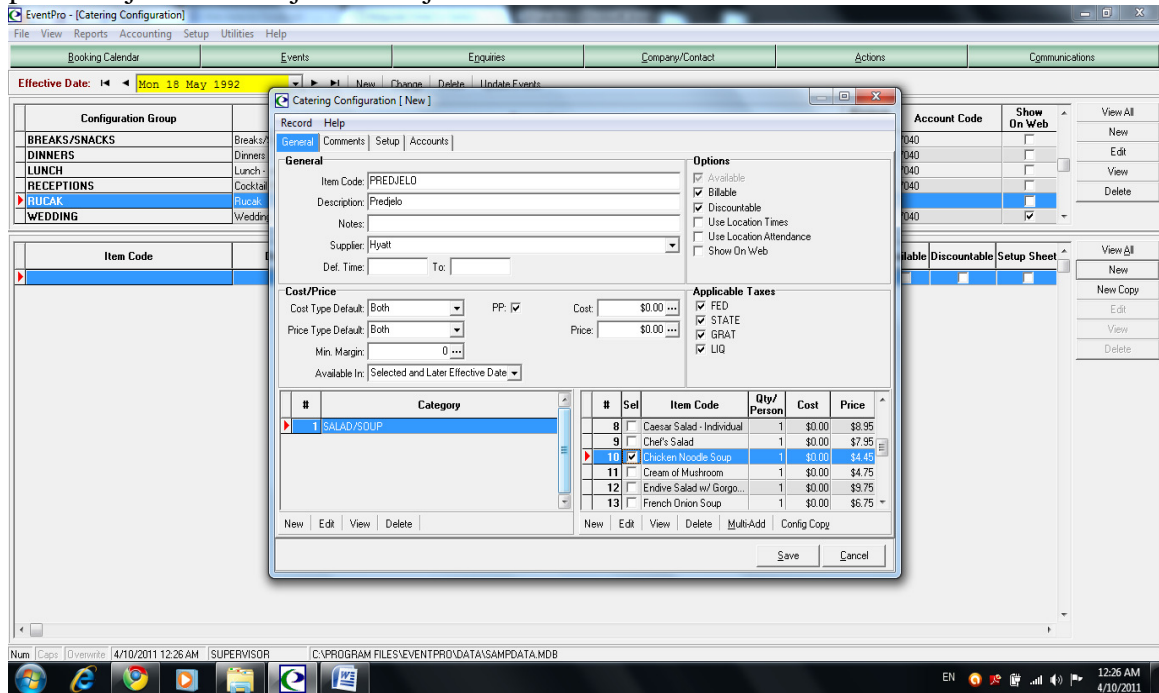 EventPro - [Catering Configuration]
File View Reports Accounting Setup Utilities Help
Booking Calendar Events Enquiries Company/Contact Actions Communications
Effective Date: Mon 18 May 1992 New Change Delete Update Events
Configuration Group Account Code Show On Web
BREAKS/SNACKS Breaks/ 040
DINNERS Dinners 040
LUNCH Lunch - 040
RECEPTIONS Cocktail 040
RUCAK Rucak
WEDDING Wedding 040
View All
New
Edit
View
Delete
Item Code Discountable Setup Sheet
View All
New
New Copy
Edit
View
Delete
Catering Configuration [ New ]
Record Help
General Comments Setup Accounts
General
Item Code: PREDJELO
Description: Predjelo
Notes:
Supplier: Hyatt
Def. Time: To:
Options
Available
Billable
Discountable
Use Location Times
Use Location Attendance
Show On Web
Cost/Price
Cost Type Default: Both PP: Cost: $0.00 ...
Price Type Default: Both Price: $0.00 ...
Min. Margin: 0 ...
Available In: Selected and Later Effective Date
Applicable Taxes
FED
STATE
GRAT
LIQ
# Category
1 SALAD/SOUP
New Edit View Delete
# Sel Item Code Qty/Person Cost Price
8 Caesar Salad - Individual 1 $0.00 $8.95
9 Chef's Salad 1 $0.00 $7.95
10 Chicken Noodle Soup 1 $0.00 $4.45
11 Cream of Mushroom 1 $0.00 $4.75
12 Endive Salad w/ Gorgo... 1 $0.00 $9.75
13 French Onion Soup 1 $0.00 $6.75
New Edit View Delete Multi-Add Config Copy
Save Cancel
Num Caps Overwrite 4/10/2011 12:26 AM SUPERVISOR C:\PROGRAM FILES\EVENTPRO\DATA\SAMPDATA.MDB
EN 12:26 AM
4/10/2011